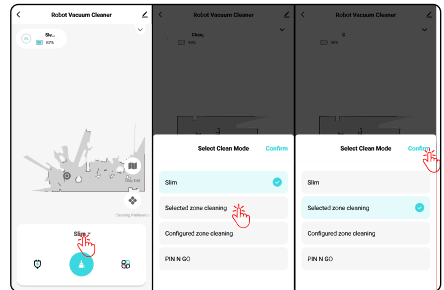 Robot Vacuum Cleaner
Slim
Robot Vacuum Cleaner
Select Clean Mode
Confirm
Slim
Selected zone cleaning
Configured zone cleaning
PIN N GO
Robot Vacuum Cleaner
Select Clean Mode
Confirm
Slim
Selected zone cleaning
Configured zone cleaning
PIN N GO